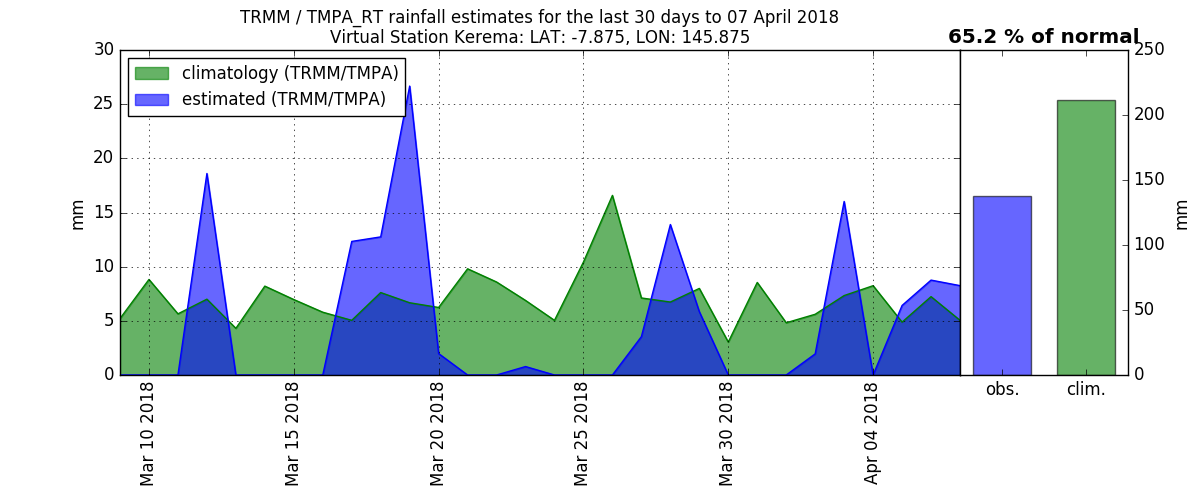 TRMM / TMPA_RT rainfall estimates for the last 30 days to 07 April 2018
Virtual Station Kerema: LAT: -7.875, LON: 145.875
65.2 % of normal
climatology (TRMM/TMPA)
estimated (TRMM/TMPA)
30
25
20
15
10
5
0
mm
Mar 10 2018
Mar 15 2018
Mar 20 2018
Mar 25 2018
Mar 30 2018
Apr 04 2018
obs.
clim.
250
200
150
100
50
0
mm